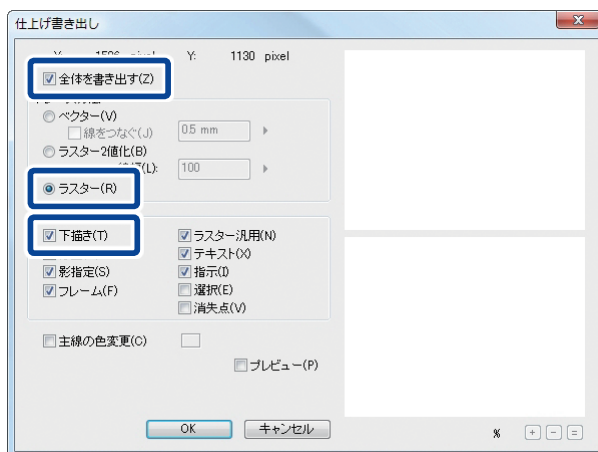 仕上げ書き出し
Y: 1130 pixel
全体を書き出す(Z)
ベクター(V)
線をつなぐ(J) 0.5 mm
ラスター2値化(B)
(L): 100
ラスター(R)
下描き(T) ラスター汎用(N)
テキスト(X)
影指定(S) 指示(I)
フレーム(F) 選択(E)
消失点(V)
主線の色変更(C)
プレビュー(P)
OK キャンセル
% + - =